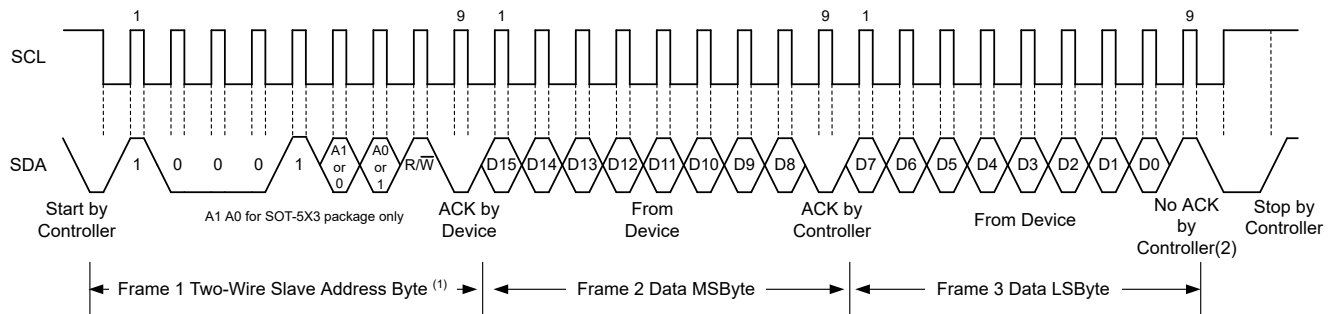 1 9 1 9 1 9
SCL
SDA
1 0 0 0 1 A1 or 0 A0 or 1 R/W̅ D15 D14 D13 D12 D11 D10 D9 D8 D7 D6 D5 D4 D3 D2 D1 D0
Start by
Controller
A1 A0 for SOT-5X3 package only
ACK by
Device
From
Device
ACK by
Controller
From Device
No ACK
by
Controller(2)
Stop by
Controller
Frame 1 Two-Wire Slave Address Byte (1)
Frame 2 Data MSByte
Frame 3 Data LSByte